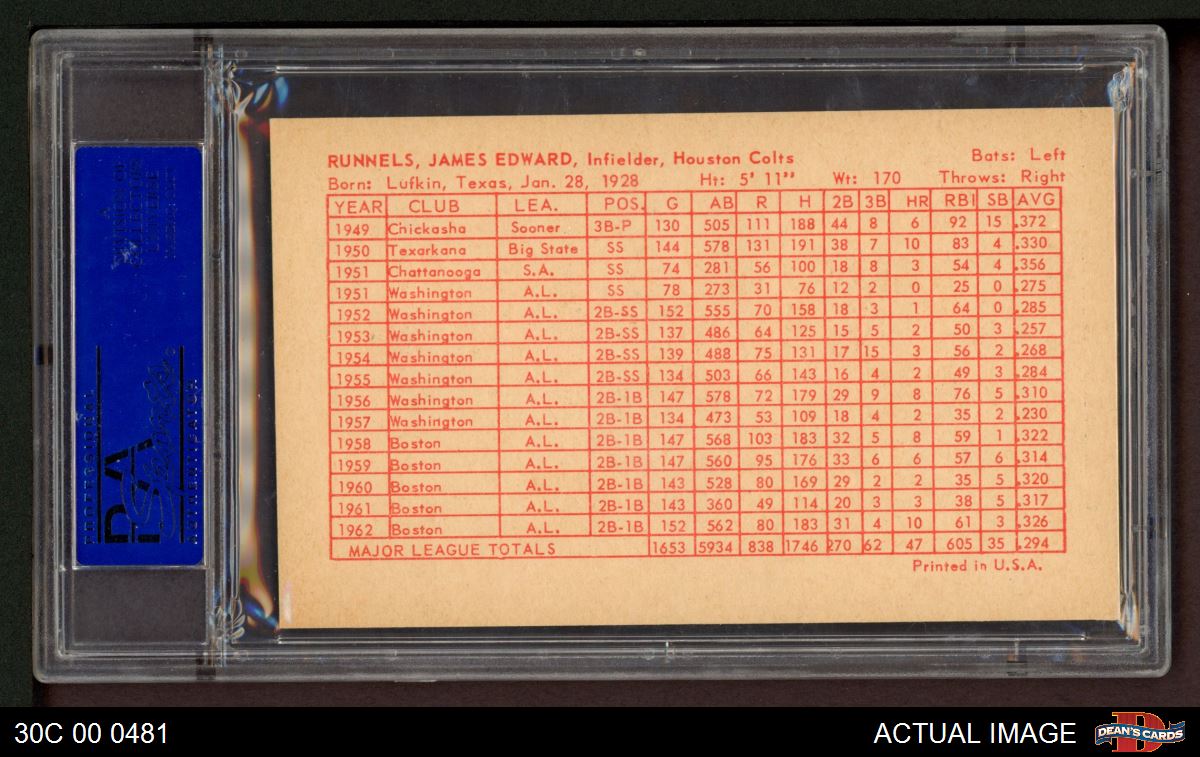 RUNNELS, JAMES EDWARD, Infielder, Houston Colts Bats: Left
Born: Lufkin, Texas, Jan. 28, 1928 Ht: 5' 11" Wt: 170 Throws: Right
YEAR CLUB LEA. POS. G AB R H 2B 3B HR RBI SB AVG
1949 Chickasha Sooner 3B-P 130 505 111 188 44 8 6 92 15 .372
1950 Texarkana Big State SS 144 578 131 191 38 7 10 83 4 .330
1951 Chattanooga S.A. SS 74 281 56 100 18 8 3 54 4 .356
1951 Washington A.L. SS 78 273 31 76 12 2 0 25 0 .275
1952 Washington A.L. 2B-SS 152 555 70 158 18 3 1 64 0 .285
1953 Washington A.L. 2B-SS 137 486 64 125 15 5 2 50 3 .257
1954 Washington A.L. 2B-SS 139 488 75 131 17 15 3 56 2 .268
1955 Washington A.L. 2B-SS 134 503 66 143 16 4 2 49 3 .284
1956 Washington A.L. 2B-1B 147 578 72 179 29 9 8 76 5 .310
1957 Washington A.L. 2B-1B 134 473 53 109 18 4 2 35 2 .230
1958 Boston A.L. 2B-1B 147 568 103 183 32 5 8 59 1 .322
1959 Boston A.L. 2B-1B 147 560 95 176 33 6 6 57 6 .314
1960 Boston A.L. 2B-1B 143 528 80 169 29 2 2 35 5 .320
1961 Boston A.L. 2B-1B 143 360 49 114 20 3 3 38 5 .317
1962 Boston A.L. 2B-1B 152 562 80 183 31 4 10 61 3 .326
MAJOR LEAGUE TOTALS 1653 5934 838 1746 270 62 47 605 35 .294
Printed in U.S.A.
PROFESSIONAL
PSA
AUTHENTICATOR
A DIVISION OF
COLLECTORS
UNIVERSE
30C 00 0481
ACTUAL IMAGE
DEAN'S CARDS